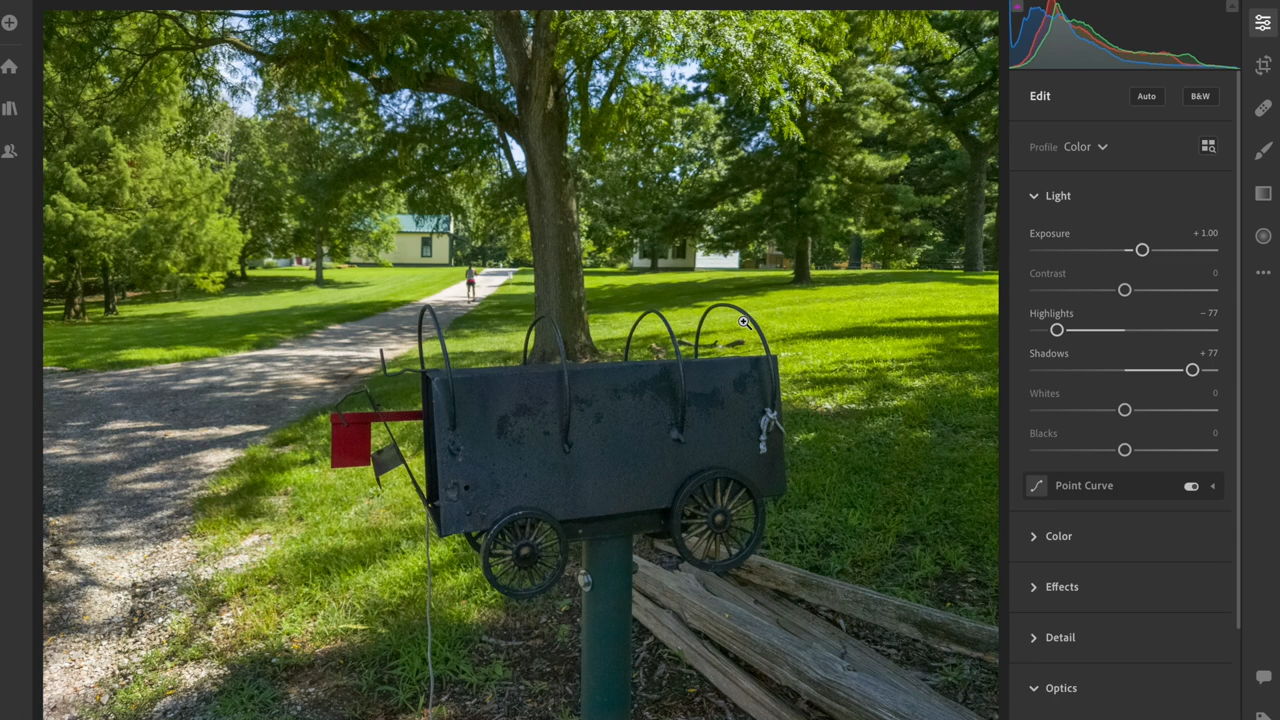 Edit Auto B&W
Profile Color
Light
Exposure + 1.00
Contrast 0
Highlights − 77
Shadows + 77
Whites 0
Blacks 0
Point Curve
Color
Effects
Detail
Optics